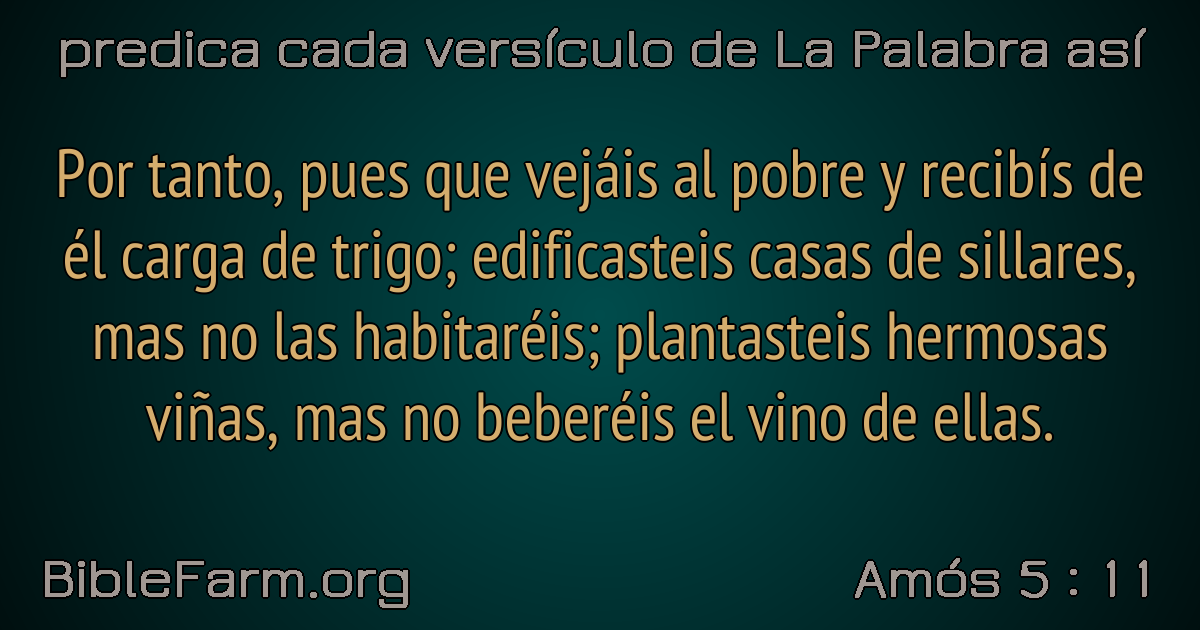 predica cada versículo de La Palabra así
Por tanto, pues que vejáis al pobre y recibís de
él carga de trigo; edificasteis casas de sillares,
mas no las habitaréis; plantasteis hermosas
viñas, mas no beberéis el vino de ellas.
BibleFarm.org
Amós 5 : 11